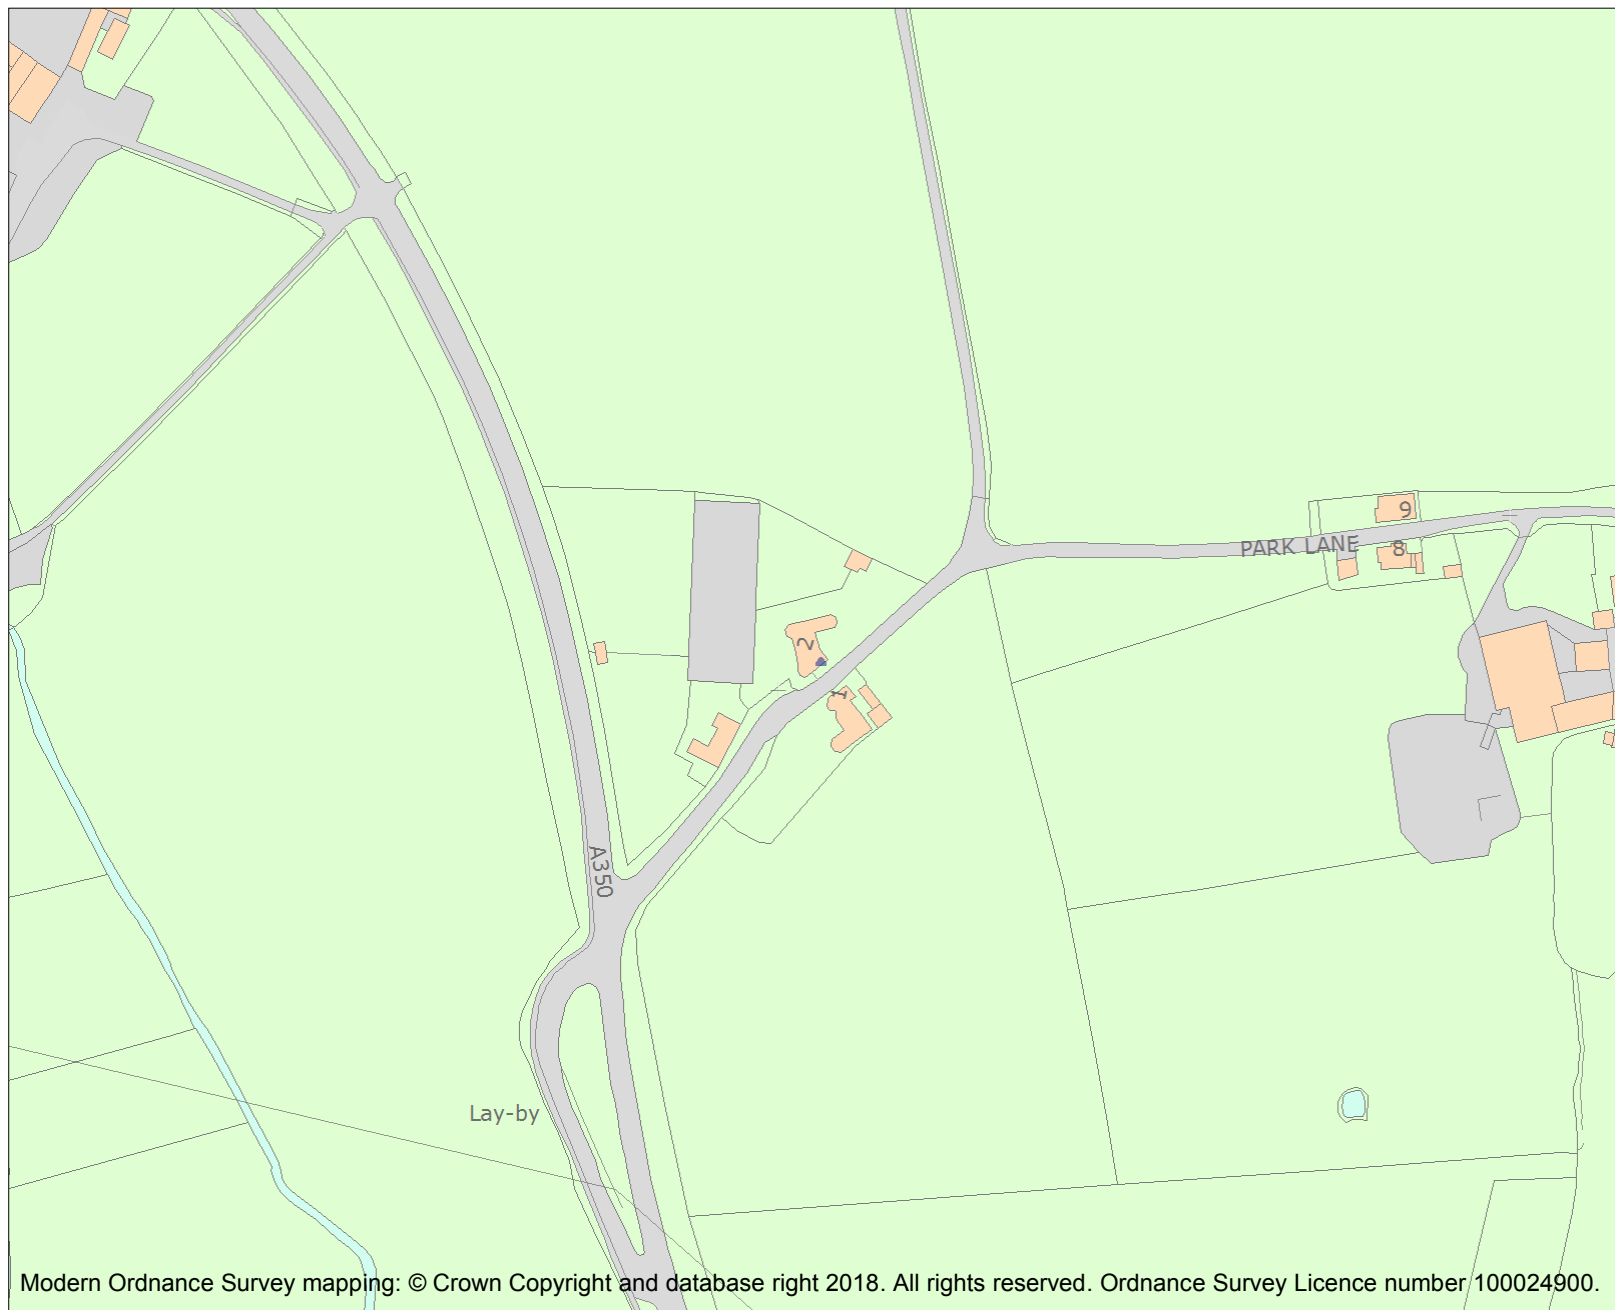 9
PARK LANE
8
2
1
A350
Lay-by
Modern Ordnance Survey mapping: © Crown Copyright and database right 2018. All rights reserved. Ordnance Survey Licence number 100024900.